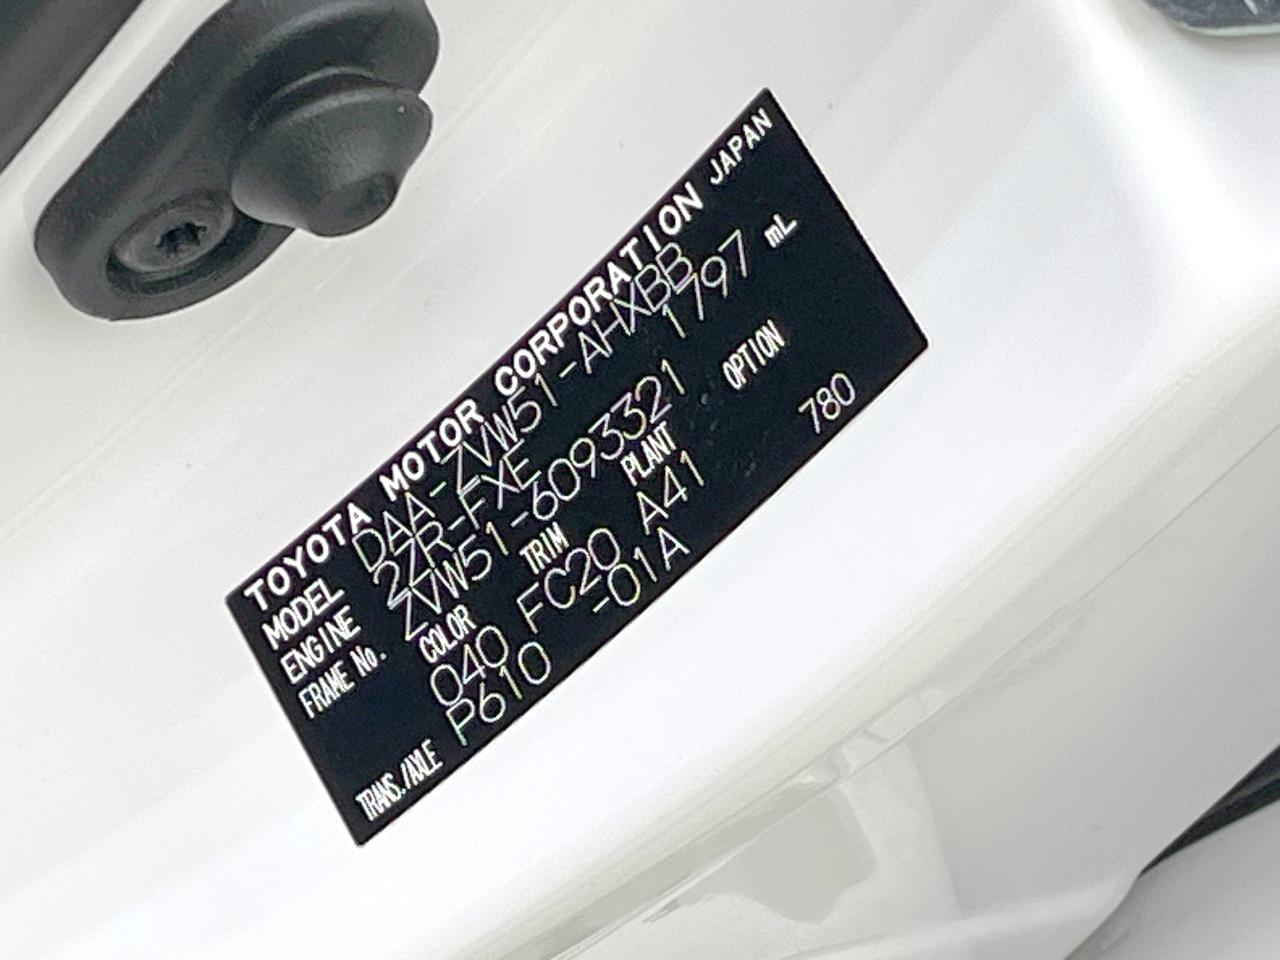 TOYOTA MOTOR CORPORATION JAPAN
MODEL DAA-ZVW51-AHXBB
ENGINE 2ZR-FXE 1797 mL
FRAME No. ZVW51-6093321
COLOR TRIM PLANT OPTION
040 FC20 A41 780
TRANS./AXLE P610 -01A